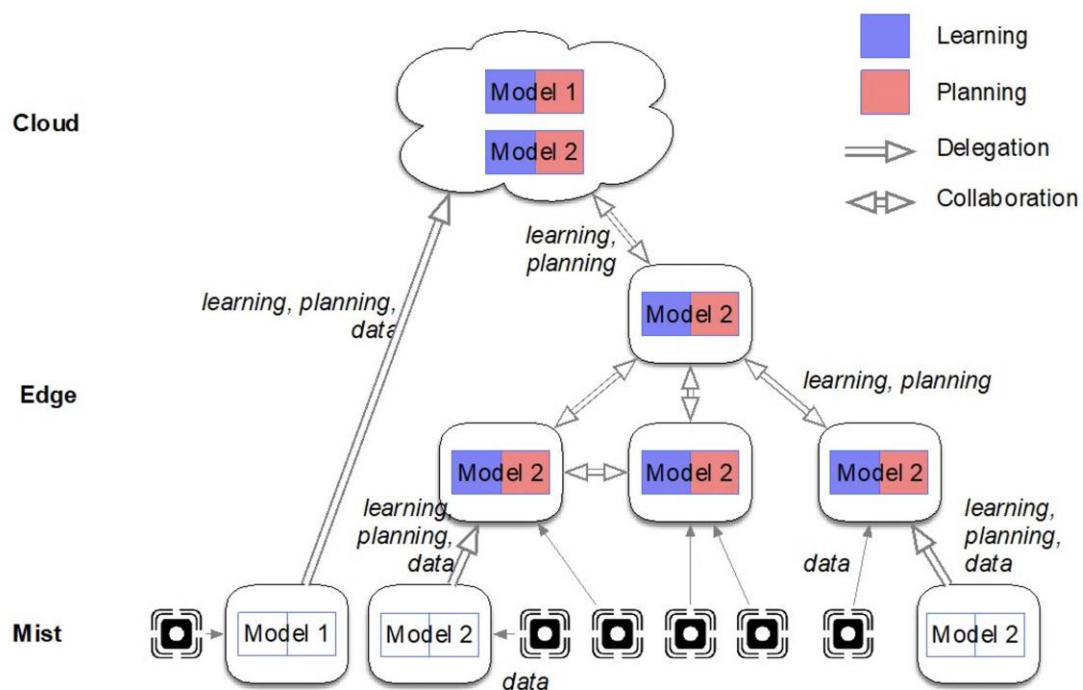 Learning
Planning
Delegation
Collaboration
Cloud
Model 1
Model 2
learning,
planning
learning, planning,
data
Model 2
Edge
learning, planning
Model 2
Model 2
Model 2
learning,
planning,
data
data
learning,
planning,
data
Mist
Model 1
Model 2
Model 2
data